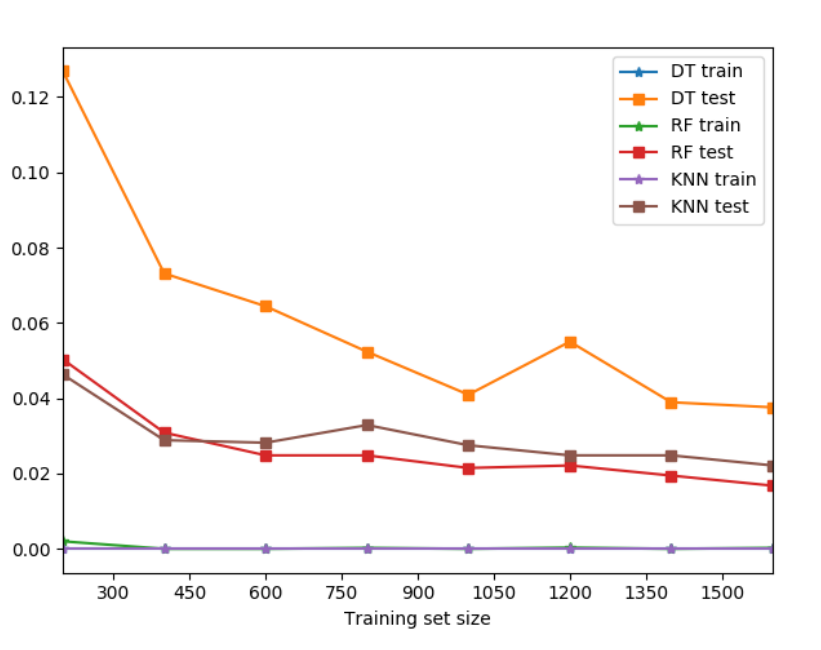 DT train
DT test
RF train
RF test
KNN train
KNN test
0.12
0.10
0.08
0.06
0.04
0.02
0.00
300 450 600 750 900 1050 1200 1350 1500
Training set size